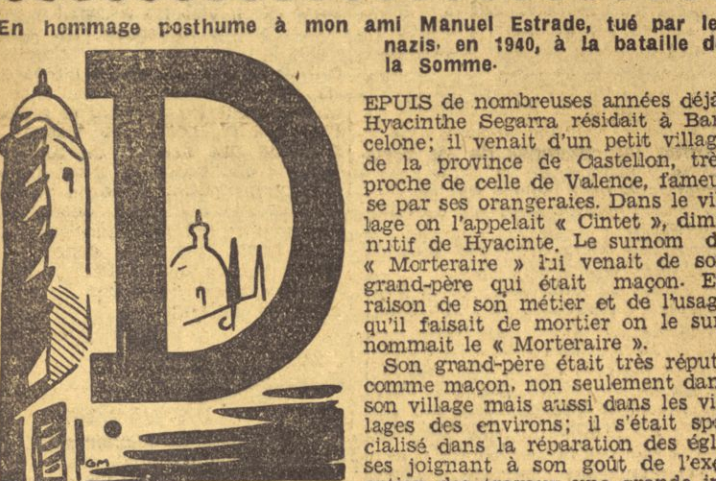 En hommage posthume à mon ami Manuel Estrade, tué par le
nazis en 1940, à la bataille d
la Somme.
D
EPUIS de nombreuses années déjà
Hyacinthe Segarra résidait à Bar
celone; il venait d'un petit villag
de la province de Castellon, trè
proche de celle de Valence, fameu
se par ses orangeraies. Dans le vi
lage on l'appelait « Cintet », dim
nutif de Hyacinte. Le surnom d
« Morteraire » lui venait de so
grand-père qui était maçon. E
raison de son métier et de l'usag
qu'il faisait de mortier on le sur
nommait le « Morteraire ».
Son grand-père était très réput
comme maçon, non seulement dan
son village mais aussi dans les vi
lages des environs; il s'était spé
cialisé dans la réparation des égl
ses joignant à son goût de l'exé
GM